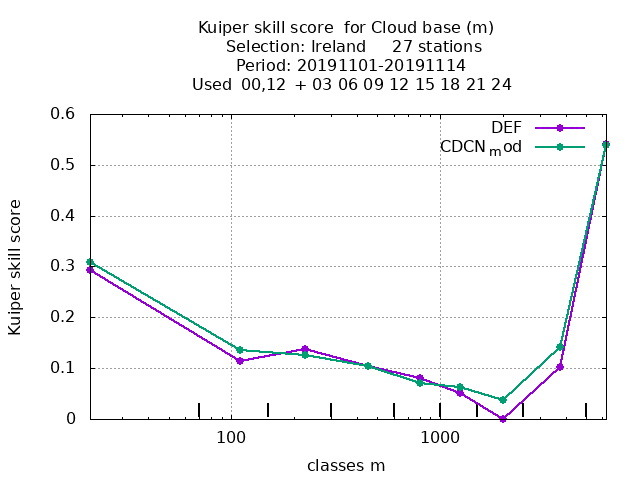 Kuiper skill score  for Cloud base (m)
Selection: Ireland     27 stations
Period: 20191101-20191114
Used  00,12  + 03 06 09 12 15 18 21 24
DEF
CDCN_mod
0.6
0.5
0.4
0.3
0.2
0.1
0
Kuiper skill score
100 1000
classes m